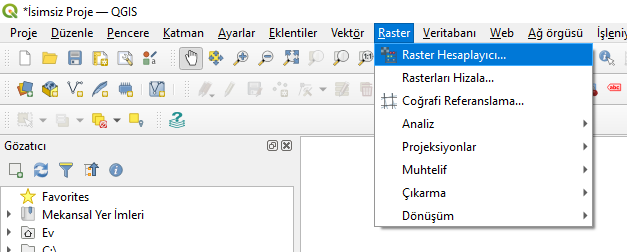 *İsimsiz Proje — QGIS
Proje Düzenle Pencere Katman Ayarlar Eklentiler Vektör Raster Veritabanı Web Ağ örgüsü İşleniy
Raster Hesaplayıcı...
Rasterları Hizala...
Coğrafi Referanslama...
Analiz
Projeksiyonlar
Muhtelif
Çıkarma
Dönüşüm
abc
Gözatıcı
Favorites
Mekansal Yer İmleri
Ev
C:\